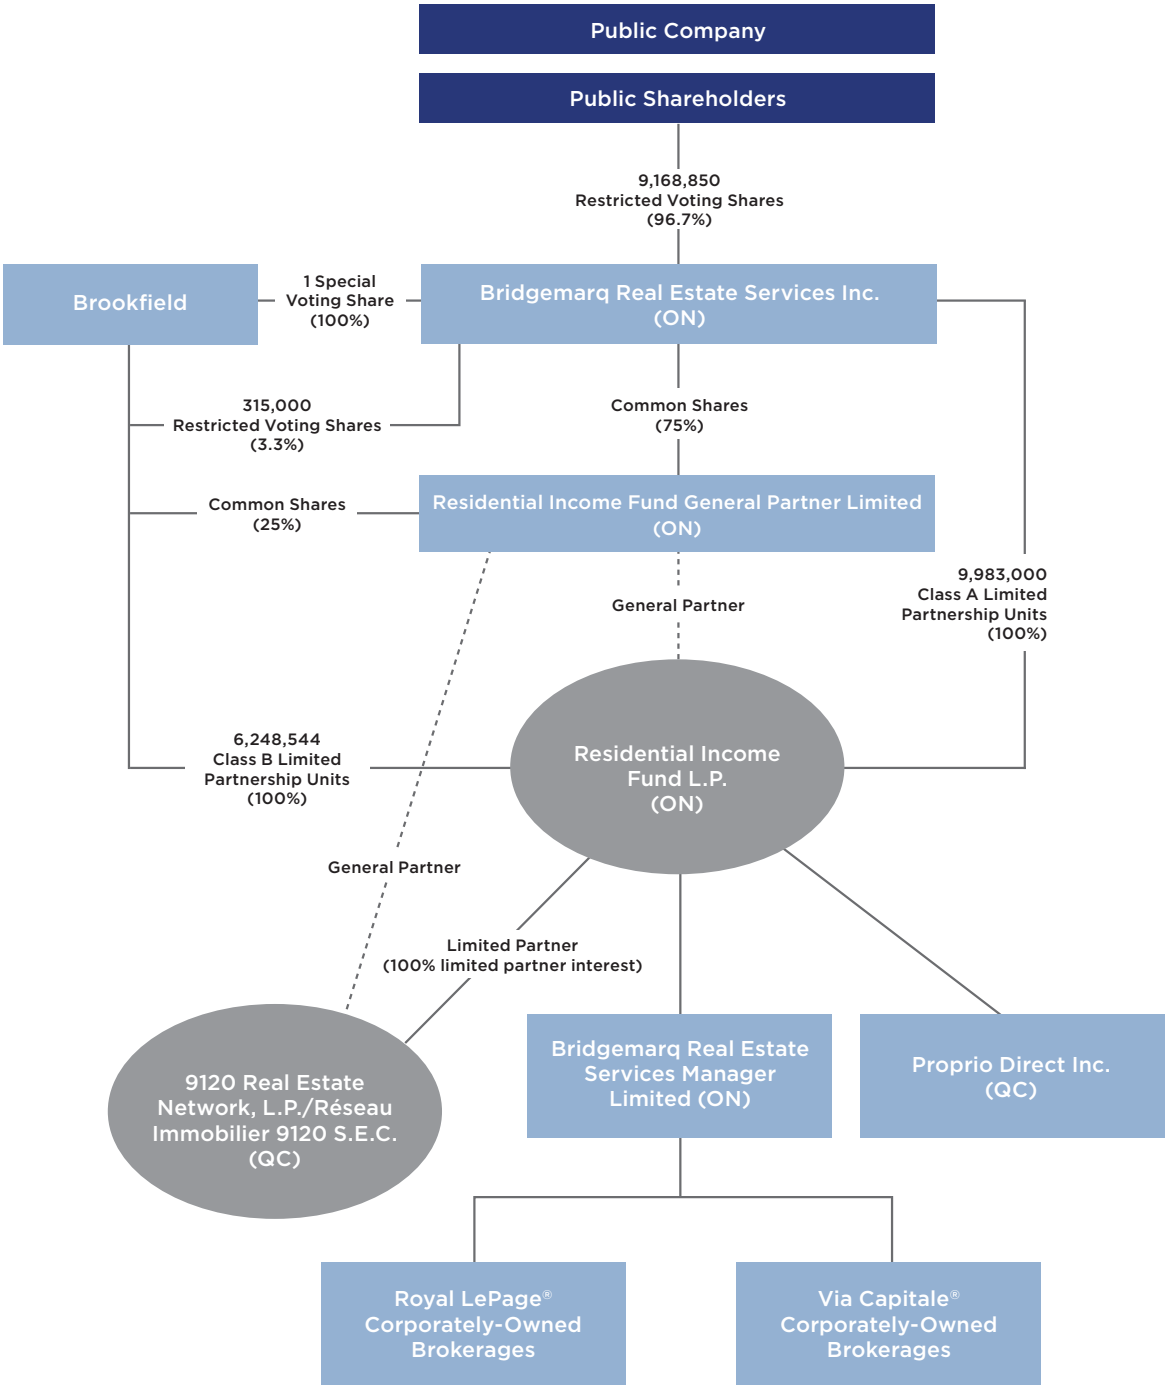 Public Company
Public Shareholders
9,168,850
Restricted Voting Shares
(96.7%)
Brookfield
1 Special
Voting Share
(100%)
Bridgemarq Real Estate Services Inc.
(ON)
315,000
Restricted Voting Shares
(3.3%)
Common Shares
(75%)
Common Shares
(25%)
Residential Income Fund General Partner Limited
(ON)
9,983,000
Class A Limited
Partnership Units
(100%)
General Partner
6,248,544
Class B Limited
Partnership Units
(100%)
Residential Income
Fund L.P.
(ON)
General Partner
Limited Partner
(100% limited partner interest)
9120 Real Estate
Network, L.P./Réseau
Immobilier 9120 S.E.C.
(QC)
Bridgemarq Real Estate
Services Manager
Limited (ON)
Proprio Direct Inc.
(QC)
Royal LePage®
Corporately-Owned
Brokerages
Via Capitale®
Corporately-Owned
Brokerages